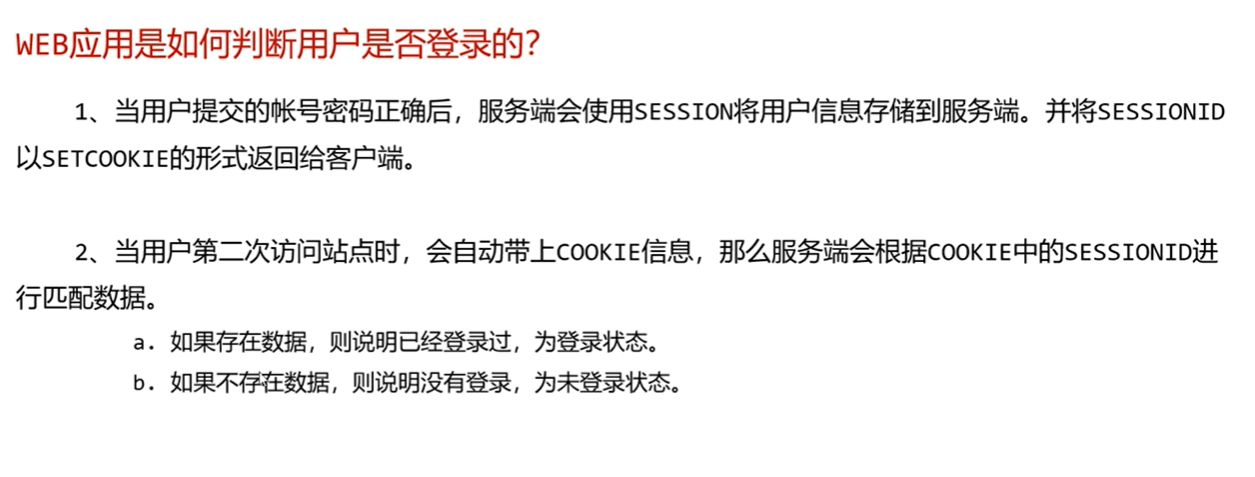 WEB应用是如何判断用户是否登录的？
1、当用户提交的帐号密码正确后，服务端会使用SESSION将用户信息存储到服务端。并将SESSIONID
以SETCOOKIE的形式返回给客户端。
2、当用户第二次访问站点时，会自动带上COOKIE信息，那么服务端会根据COOKIE中的SESSIONID进
行匹配数据。
a. 如果存在数据，则说明已经登录过，为登录状态。
b. 如果不存在数据，则说明没有登录，为未登录状态。